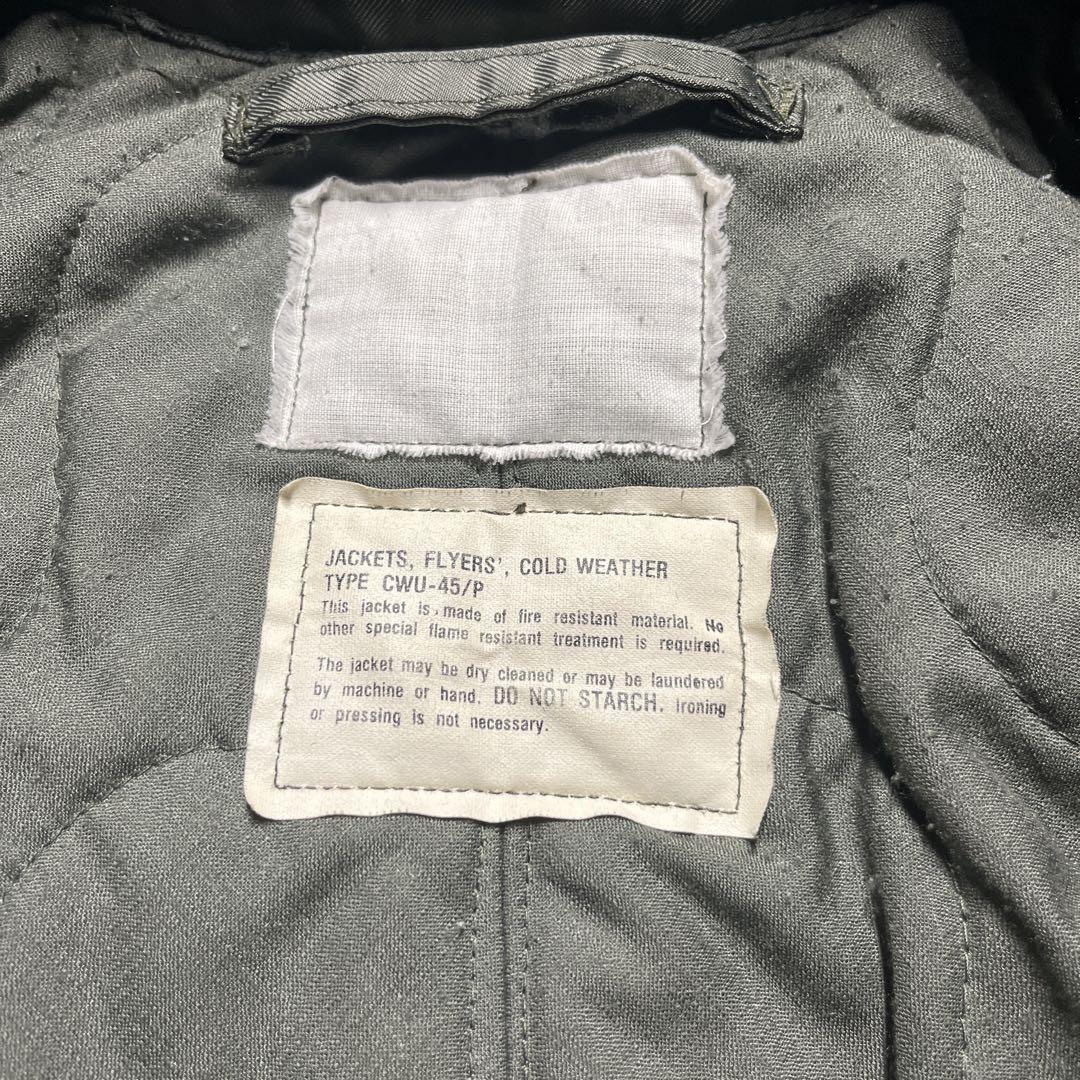 JACKETS, FLYERS', COLD WEATHER
TYPE CWU-45/P
This jacket is made of fire resistant material. No
other special flame resistant treatment is required.
The jacket may be dry cleaned or may be laundered
by machine or hand. DO NOT STARCH. Ironing
or pressing is not necessary.